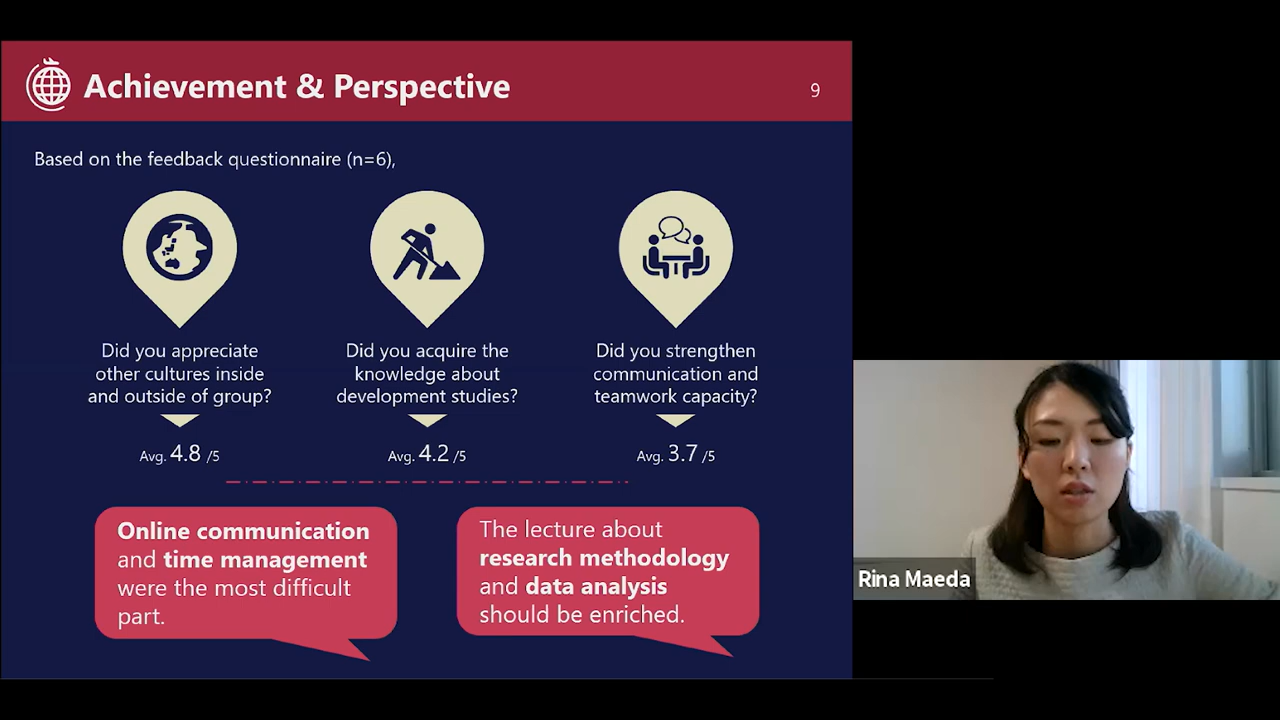 Achievement & Perspective
9
Based on the feedback questionnaire (n=6),
Did you appreciate
other cultures inside
and outside of group?
Avg. 4.8 /5
Did you acquire the
knowledge about
development studies?
Avg. 4.2 /5
Did you strengthen
communication and
teamwork capacity?
Avg. 3.7 /5
Online communication
and time management
were the most difficult
part.
The lecture about
research methodology
and data analysis
should be enriched.
Rina Maeda